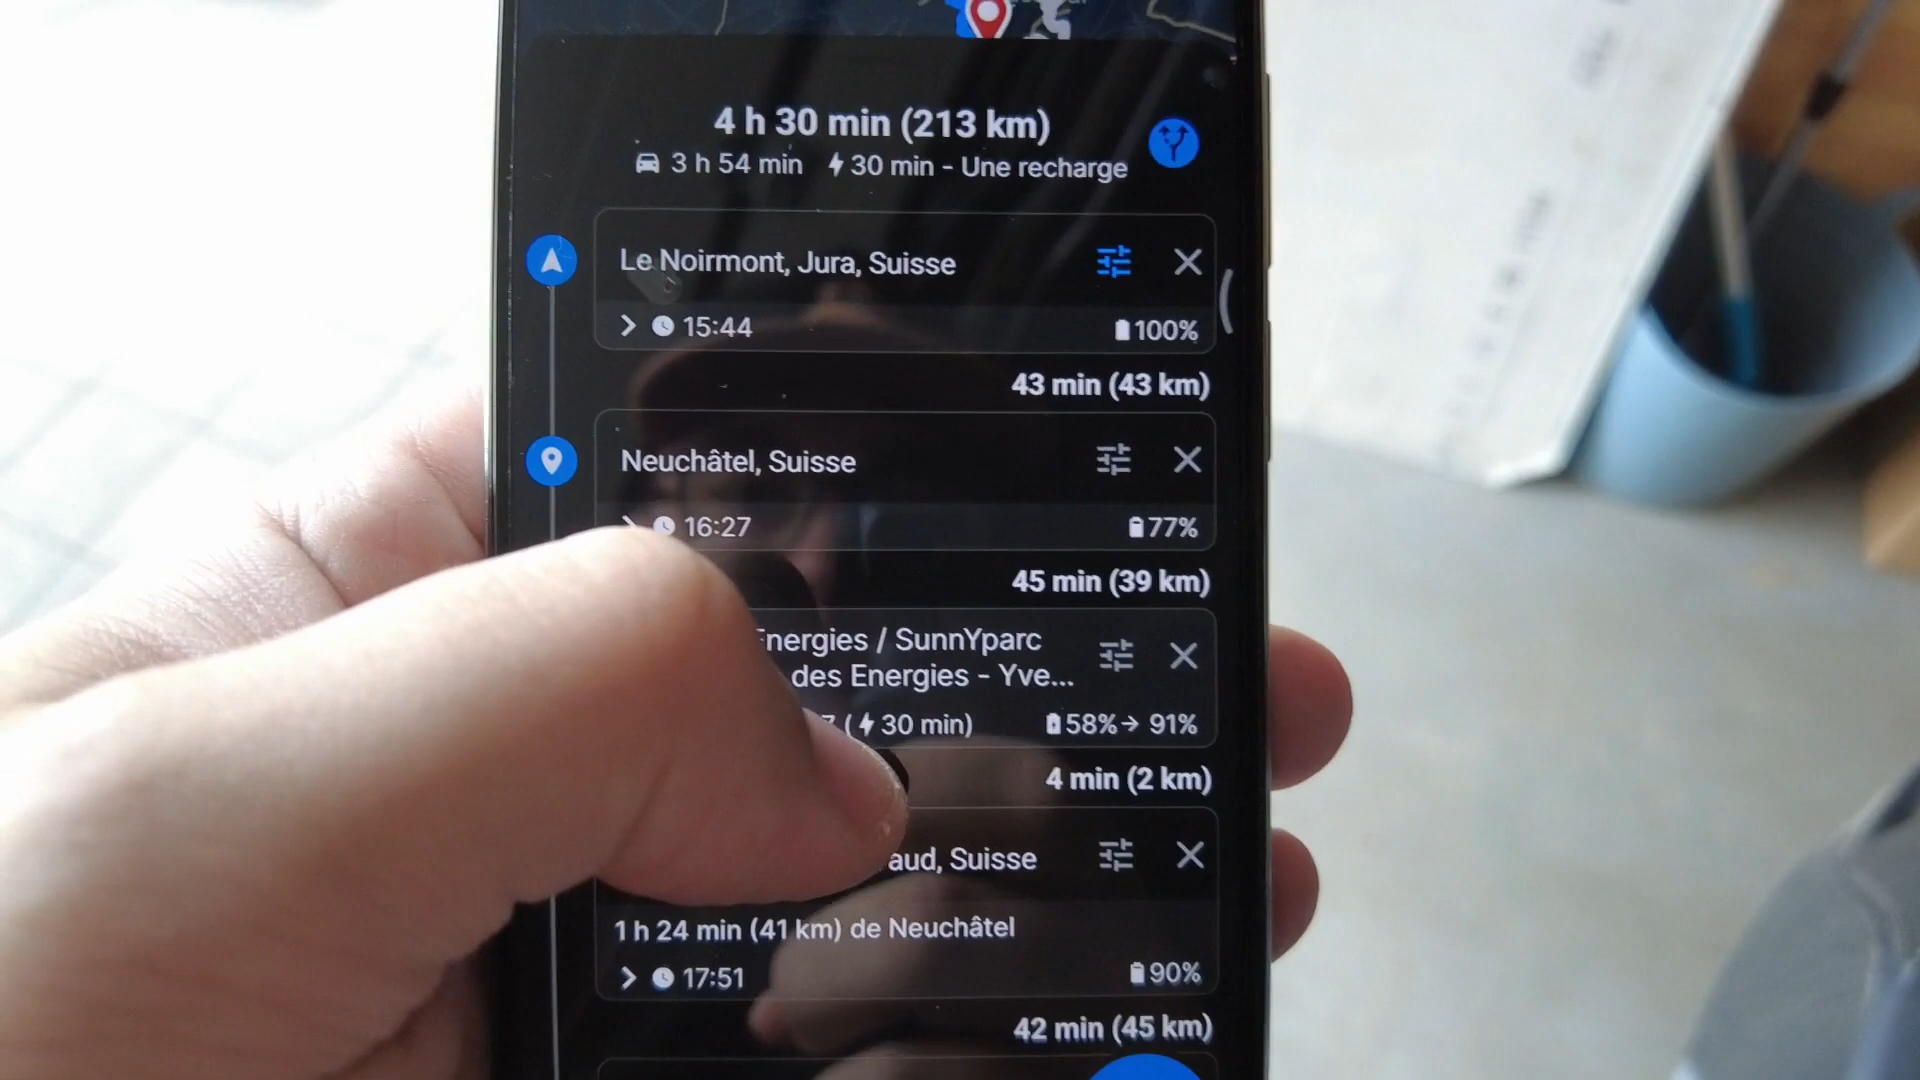 4 h 30 min (213 km)
3 h 54 min 30 min - Une recharge
Le Noirmont, Jura, Suisse
15:44 100%
43 min (43 km)
Neuchâtel, Suisse
16:27 77%
45 min (39 km)
Energies / SunnYparc
des Energies - Yve...
(30 min) 58% → 91%
4 min (2 km)
aud, Suisse
1 h 24 min (41 km) de Neuchâtel
17:51 90%
42 min (45 km)